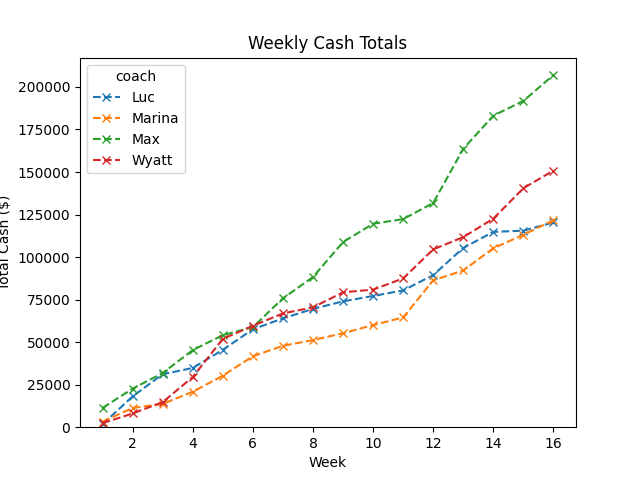 Weekly Cash Totals
coach
Luc
Marina
Max
Wyatt
200000
175000
150000
125000
100000
75000
50000
25000
0
Total Cash ($)
2 4 6 8 10 12 14 16
Week